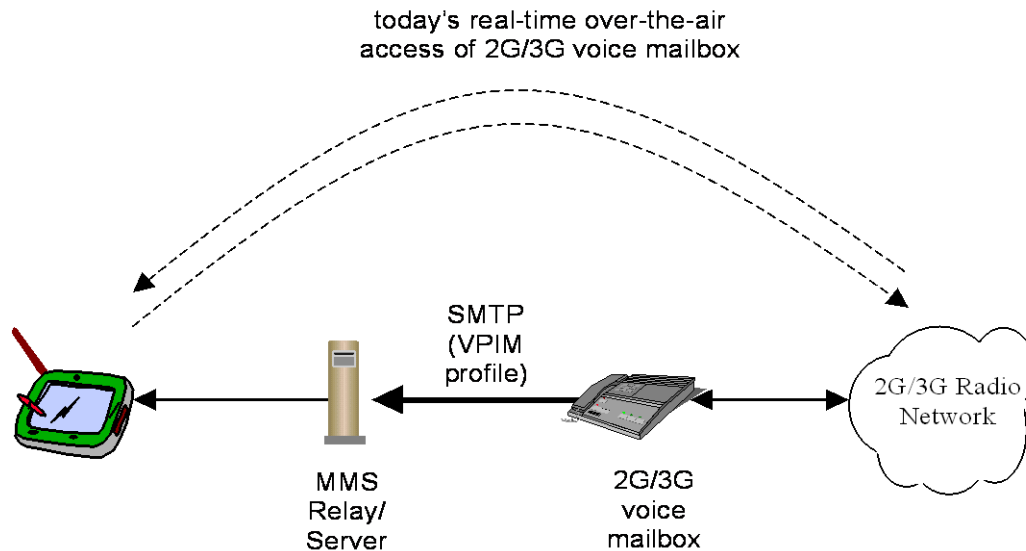 today's real-time over-the-air
access of 2G/3G voice mailbox
SMTP
(VPIM
profile)
2G/3G Radio
Network
MMS
Relay/
Server
2G/3G
voice
mailbox